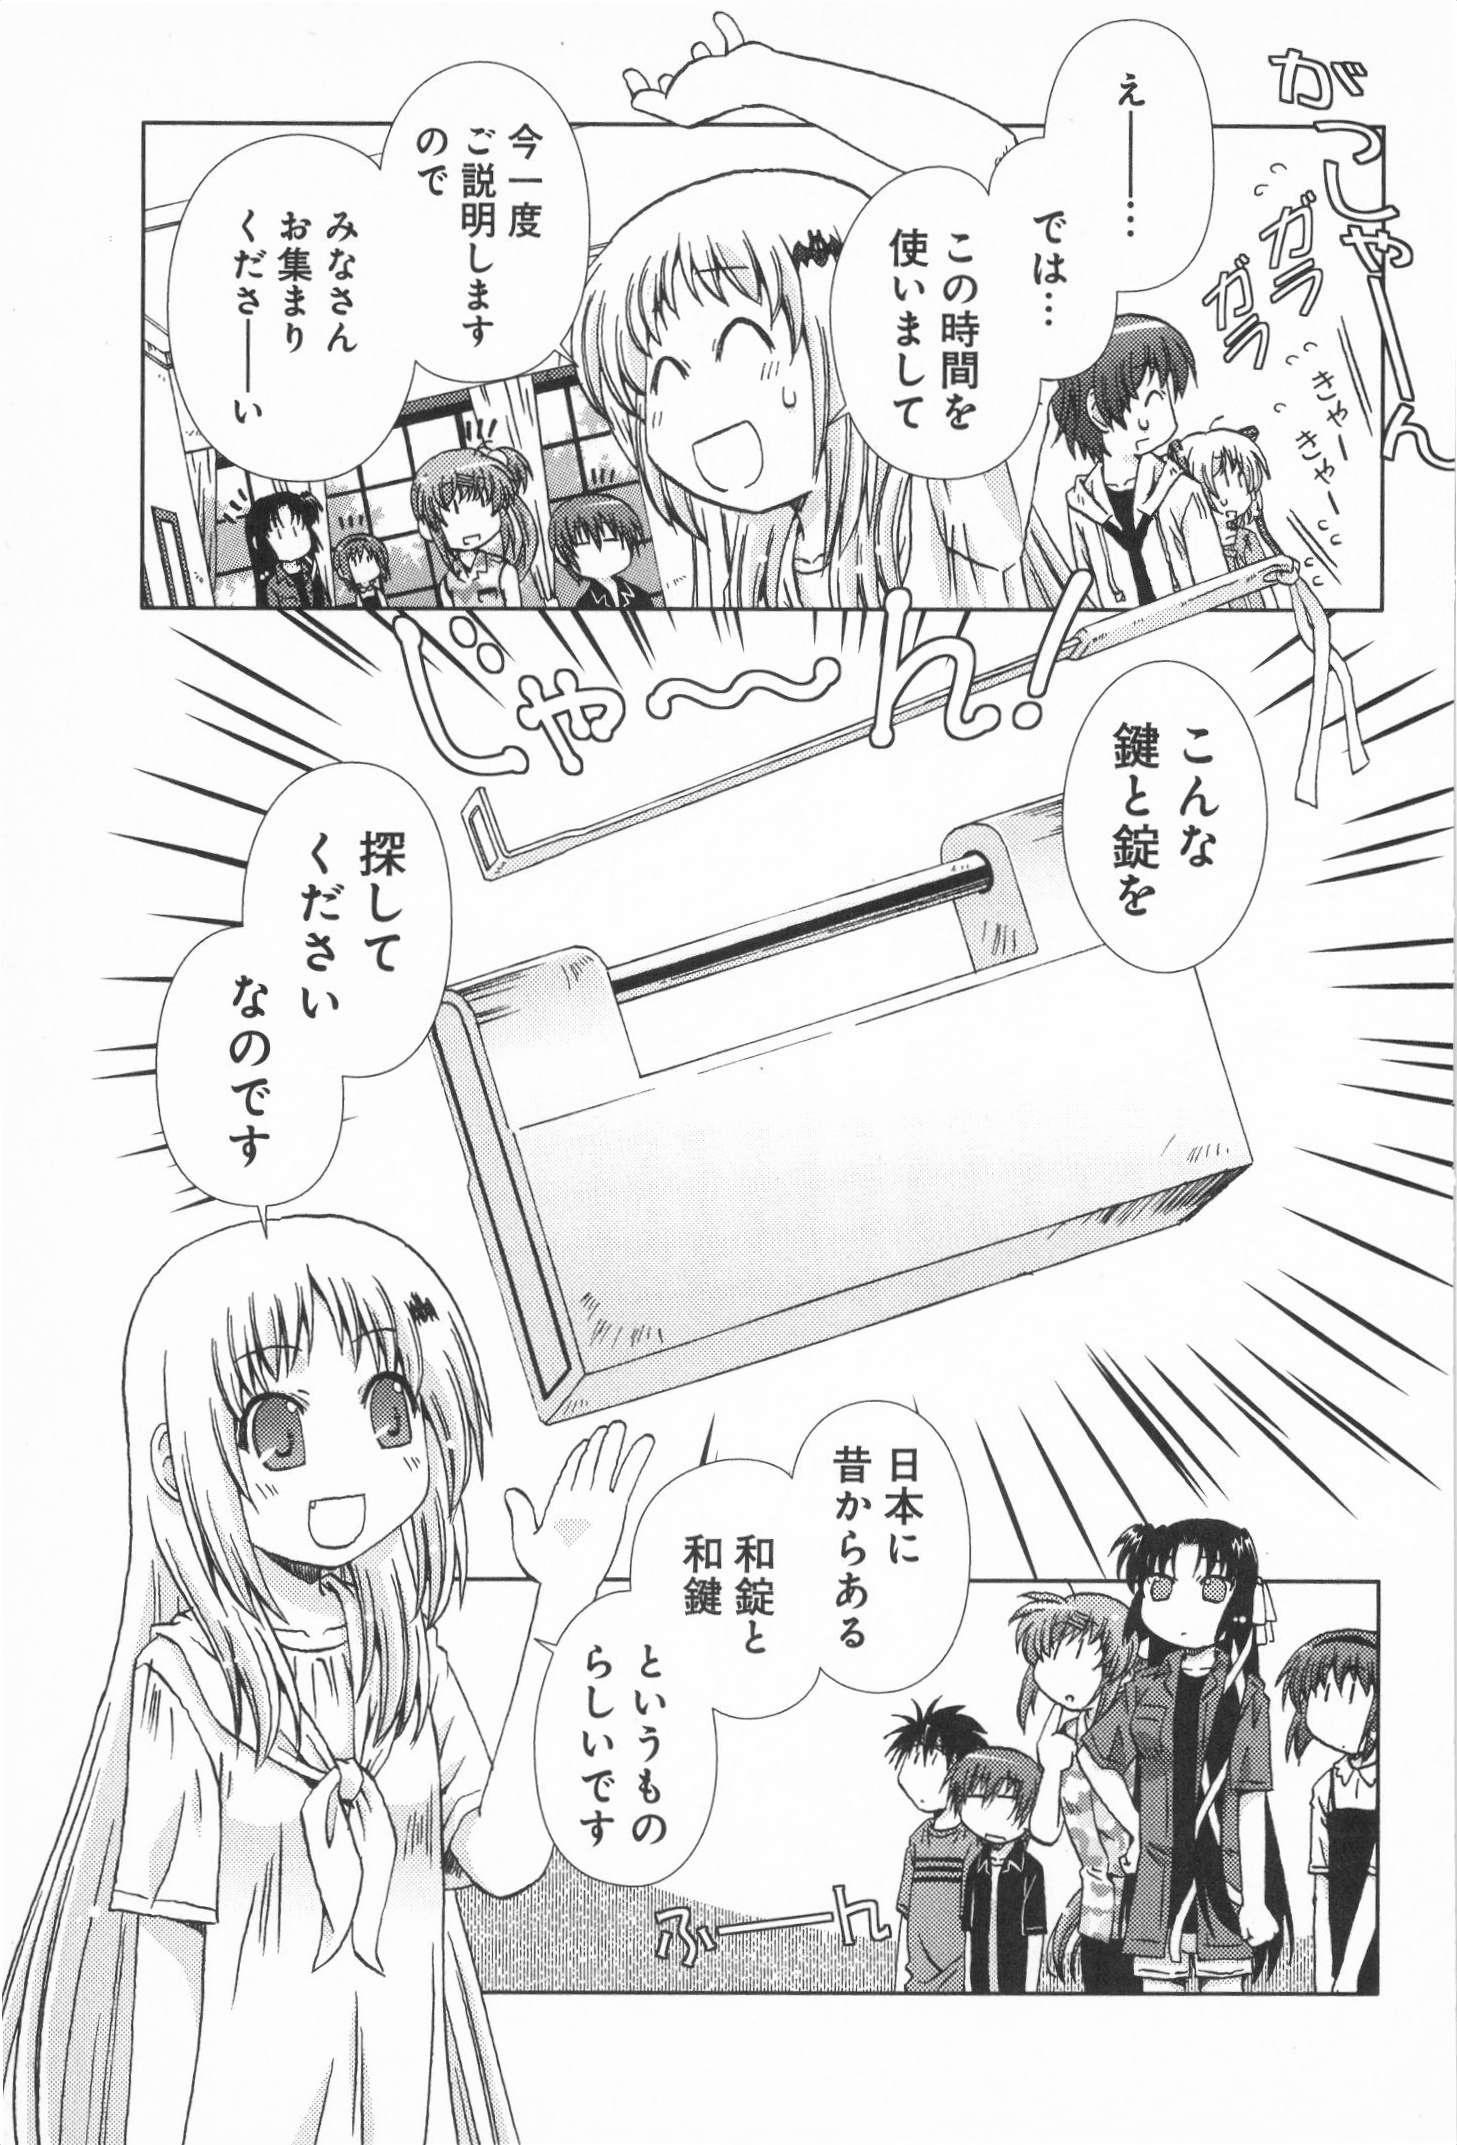 がっしゃーん
ガラ
ガラ
きゃー
きゃー
えー…
では…
この時間を
使いまして
今一度
ご説明します
ので
みなさん
お集まり
くださーい
じゃ～ん！
こんな
鍵と錠を
探して
ください
なのです
日本に
昔からある
和錠と
和鍵
というもの
らしいです
ふーん